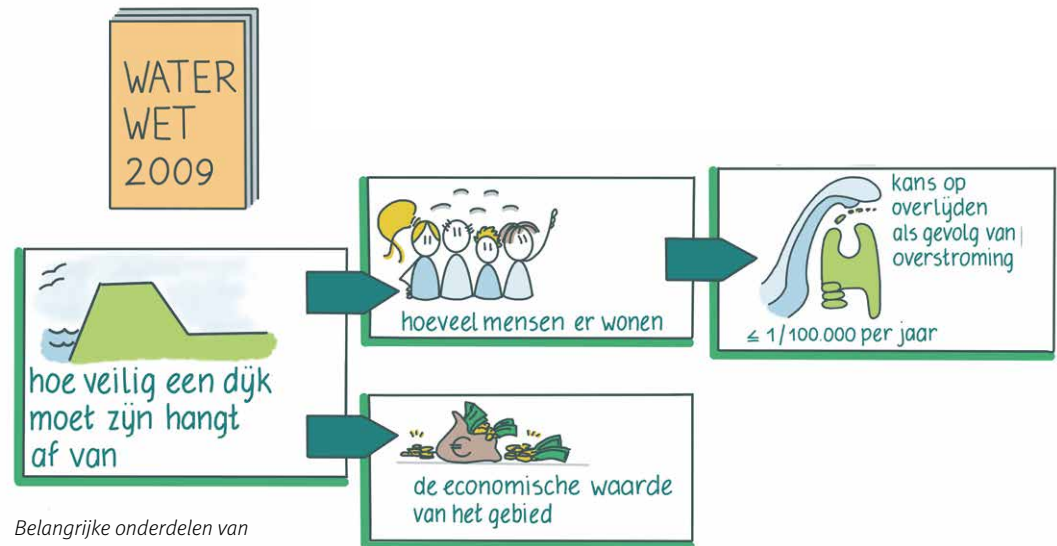 WATER
WET
2009
hoe veilig een dijk
moet zijn hangt
af van
hoeveel mensen er wonen
kans op
overlijden
als gevolg van
overstroming
≤ 1/100.000 per jaar
€
de economische waarde
van het gebied
Belangrijke onderdelen van